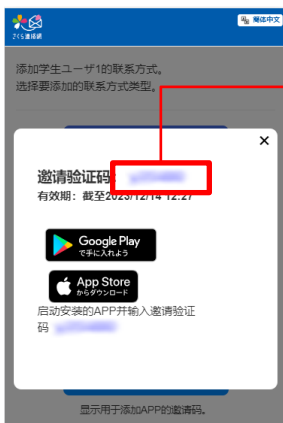 さくら連絡網
简体中文
添加学生ユーザ1的联系方式。
选择要添加的联系方式类型。
×
邀请验证码
有效期：截至2023/12/14 12:27
Google Play
で手に入れよう
App Store
からダウンロード
启动安装的APP并输入邀请验证
码
显示用于添加APP的邀请码。